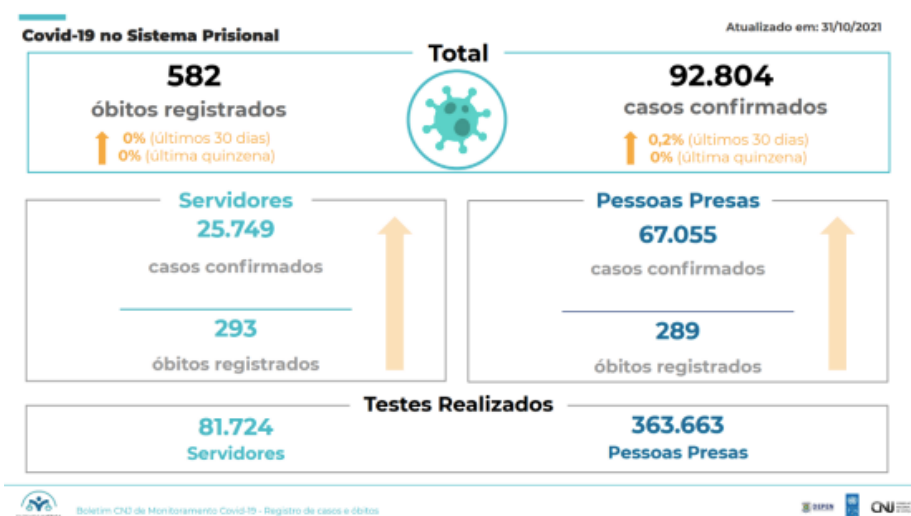 Covid-19 no Sistema Prisional
Atualizado em: 31/10/2021
Total
582
óbitos registrados
0% (últimos 30 dias)
0% (última quinzena)
92.804
casos confirmados
0,2% (últimos 30 dias)
0% (última quinzena)
Servidores
25.749
casos confirmados
293
óbitos registrados
Pessoas Presas
67.055
casos confirmados
289
óbitos registrados
Testes Realizados
81.724
Servidores
363.663
Pessoas Presas
Boletim CNJ de Monitoramento Covid-19 - Registro de casos e óbitos
DEPEN
CNJ